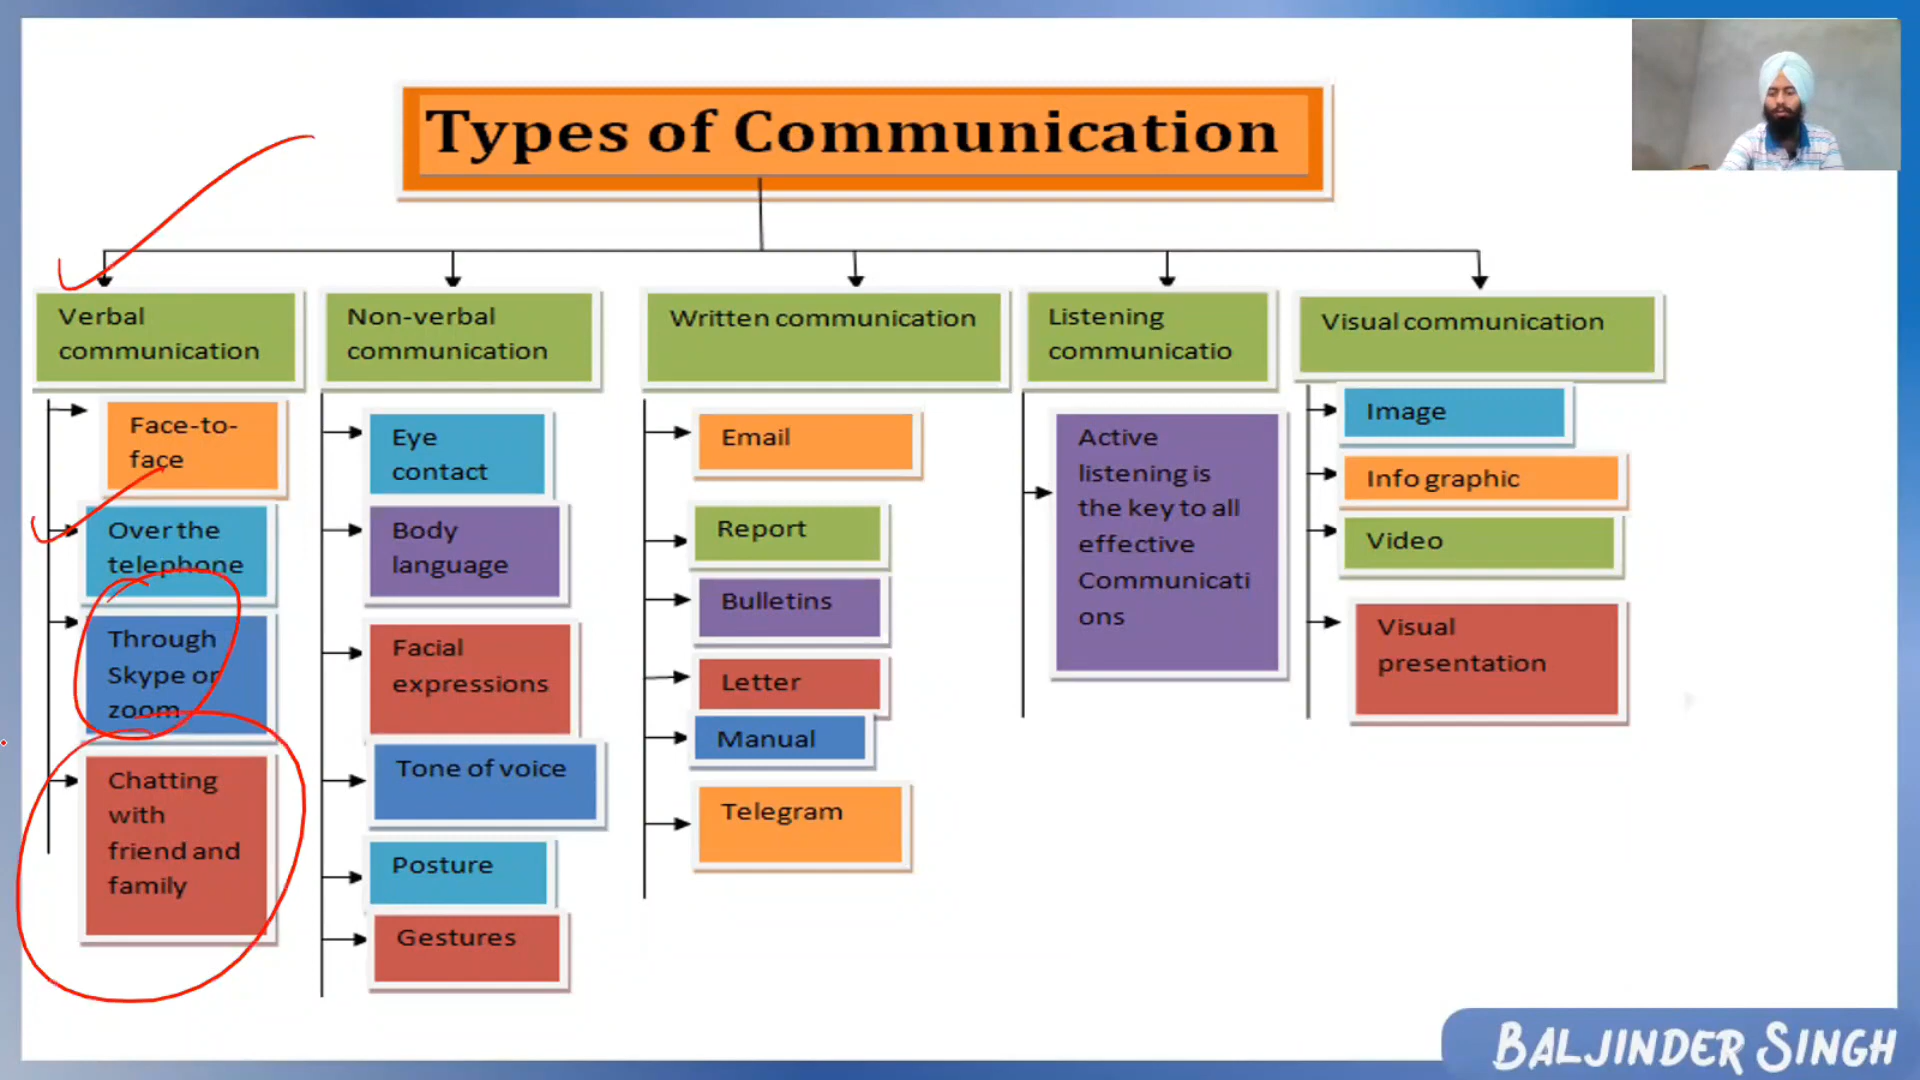 Types of Communication
Verbal
communication
Face-to-
face
Over the
telephone
Through
Skype or
zoom
Chatting
with
friend and
family
Non-verbal
communication
Eye
contact
Body
language
Facial
expressions
Tone of voice
Posture
Gestures
Written communication
Email
Report
Bulletins
Letter
Manual
Telegram
Listening
communicatio
Active
listening is
the key to all
effective
Communicati
ons
Visual communication
Image
Info graphic
Video
Visual
presentation
BALJINDER SINGH